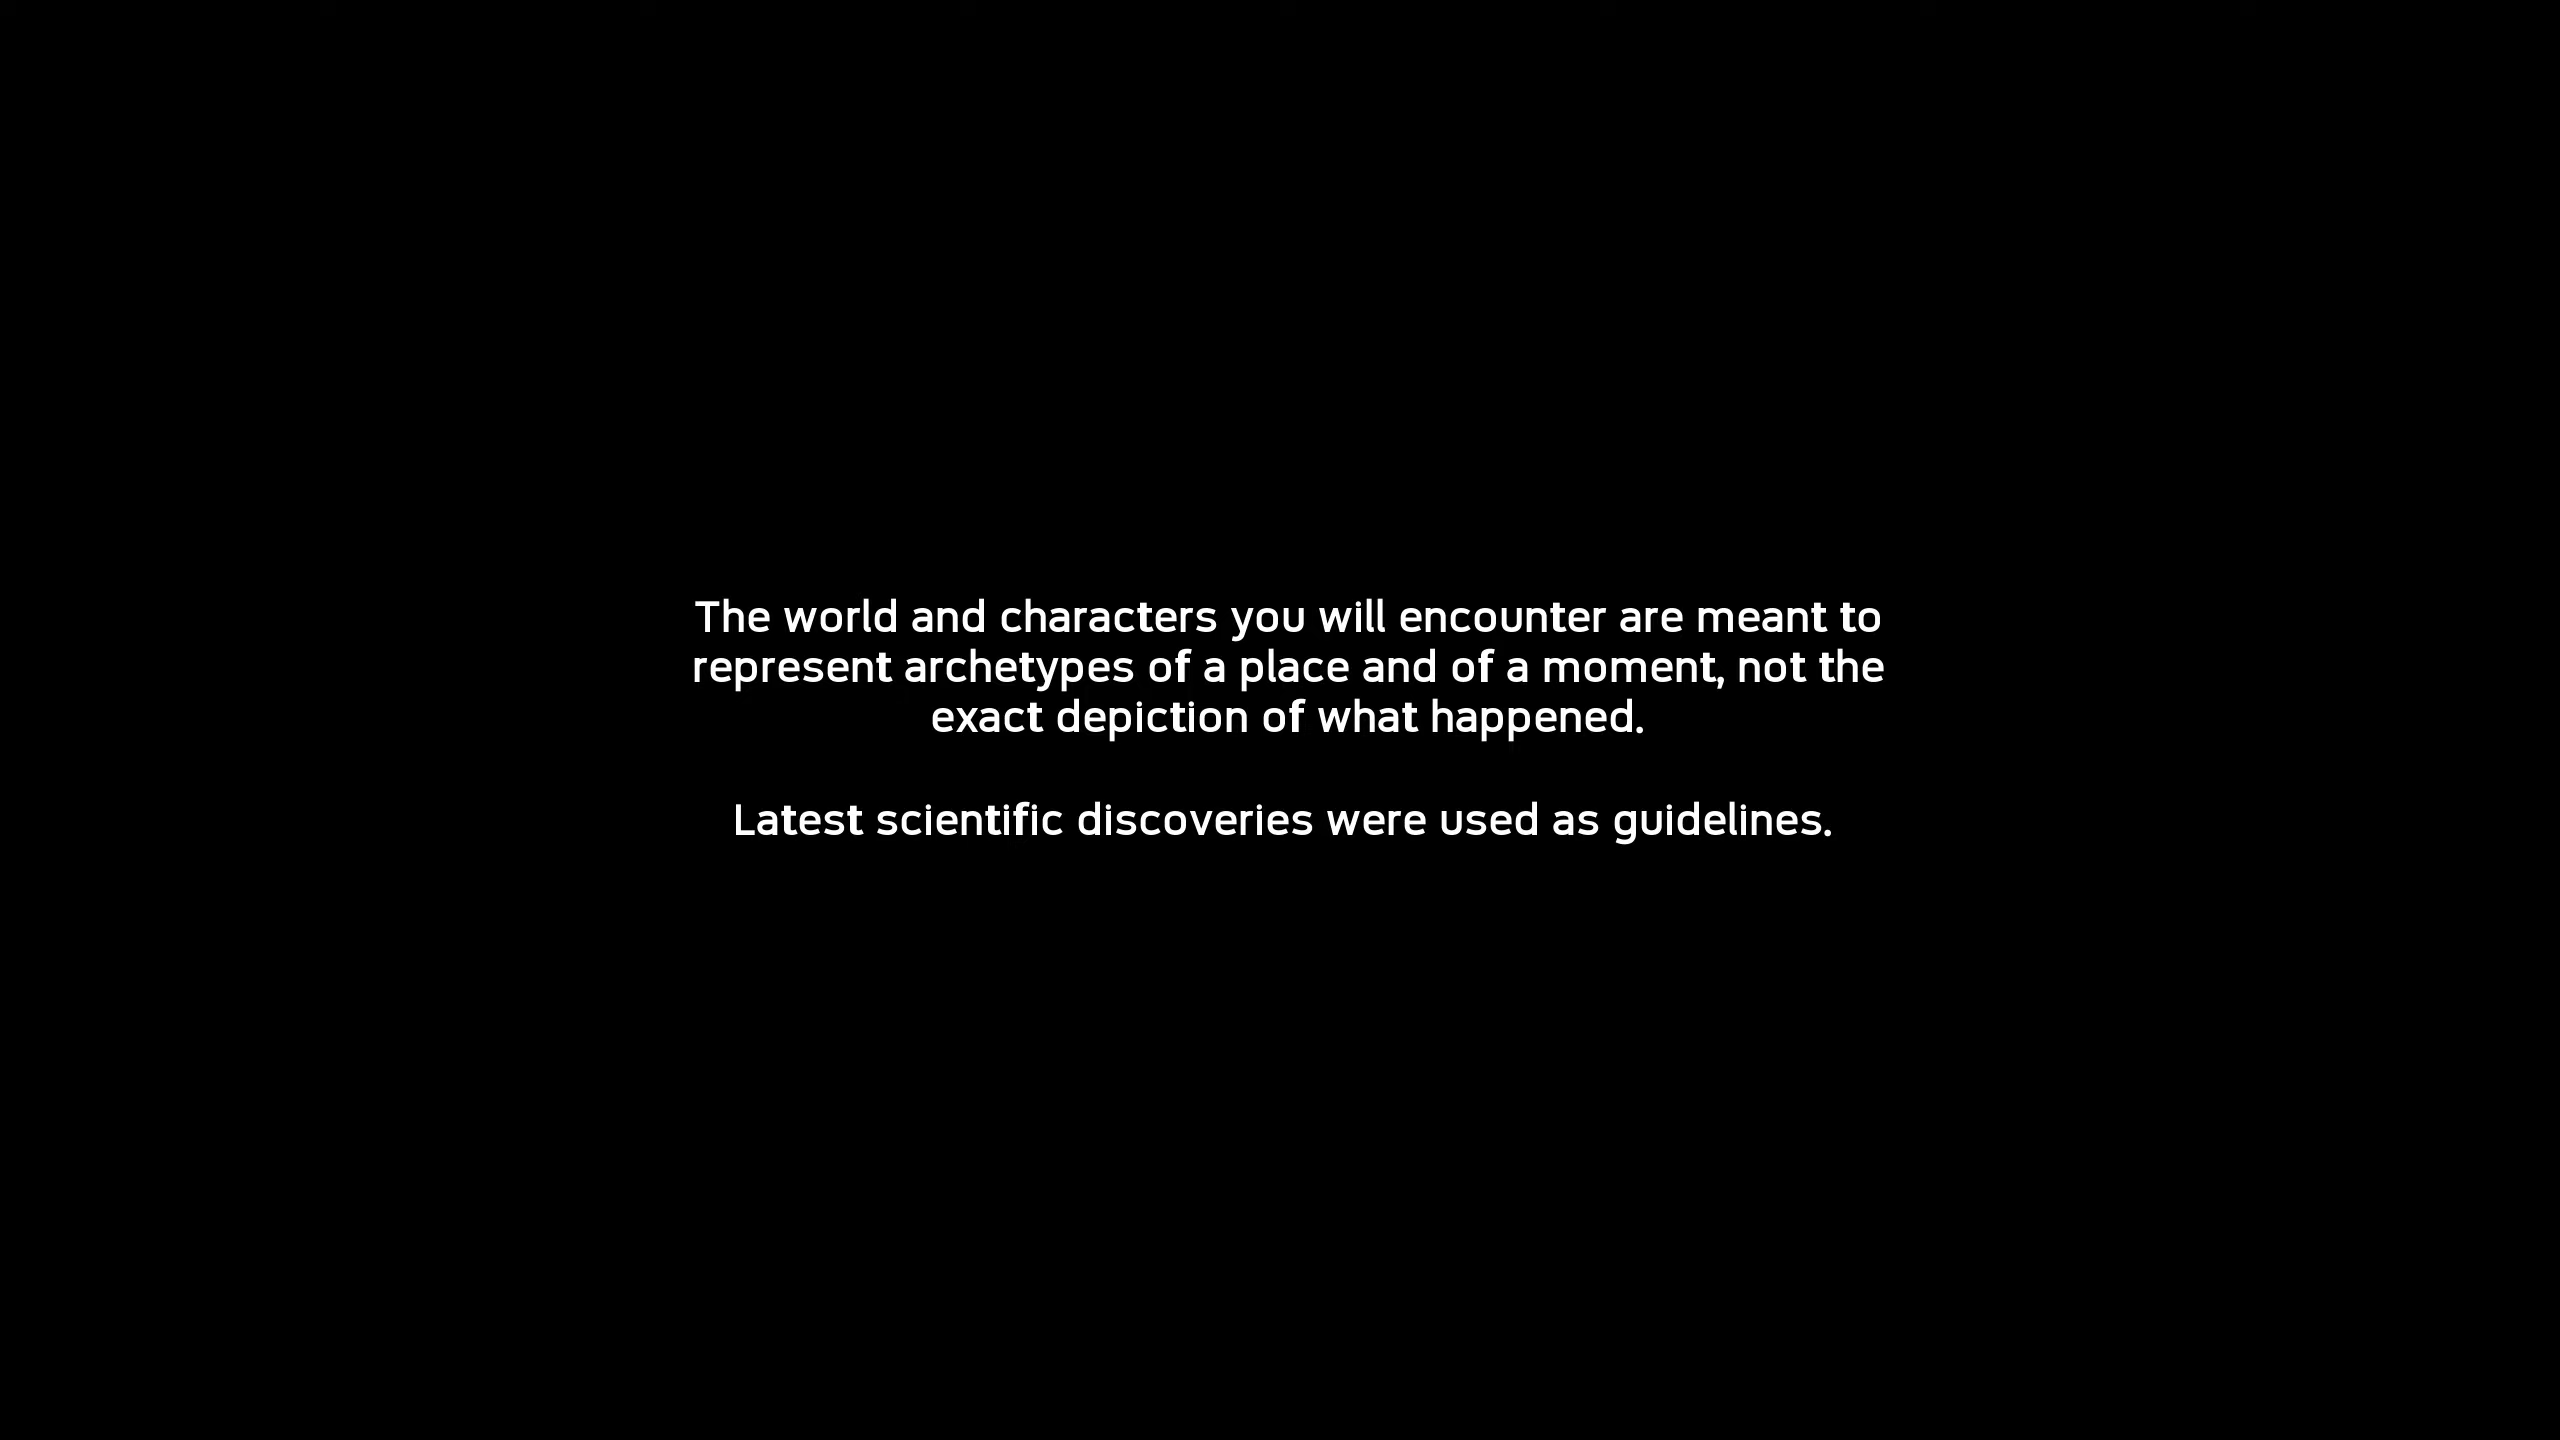 The world and characters you will encounter are meant to
represent archetypes of a place and of a moment, not the
exact depiction of what happened.
Latest scientific discoveries were used as guidelines.